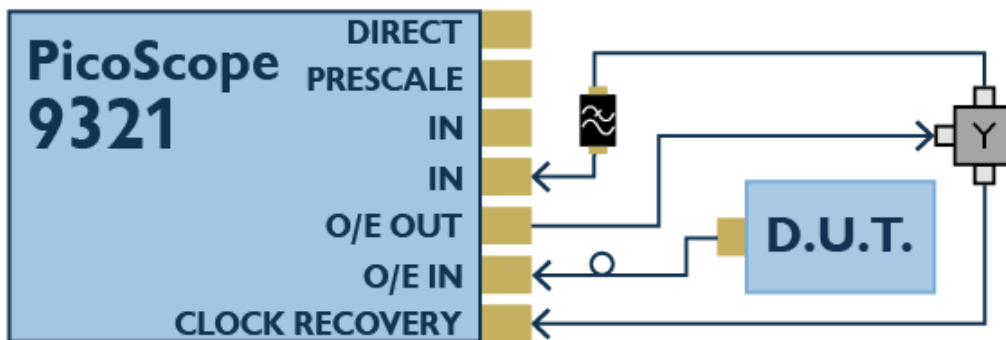 PicoScope
9321
DIRECT
PRESCALE
IN
IN
O/E OUT
O/E IN
CLOCK RECOVERY
Y
D.U.T.